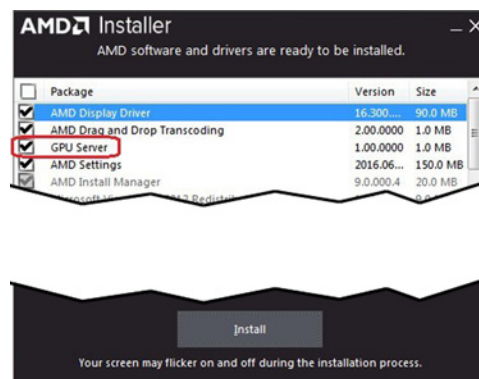 AMD Installer
AMD software and drivers are ready to be installed.
Package Version Size
AMD Display Driver 16.300.... 90.0 MB
AMD Drag and Drop Transcoding 2.00.0000 1.0 MB
GPU Server 1.00.0000 1.0 MB
AMD Settings 2016.06... 150.0 MB
AMD Install Manager 9.0.000.4 20.0 MB
Install
Your screen may flicker on and off during the installation process.